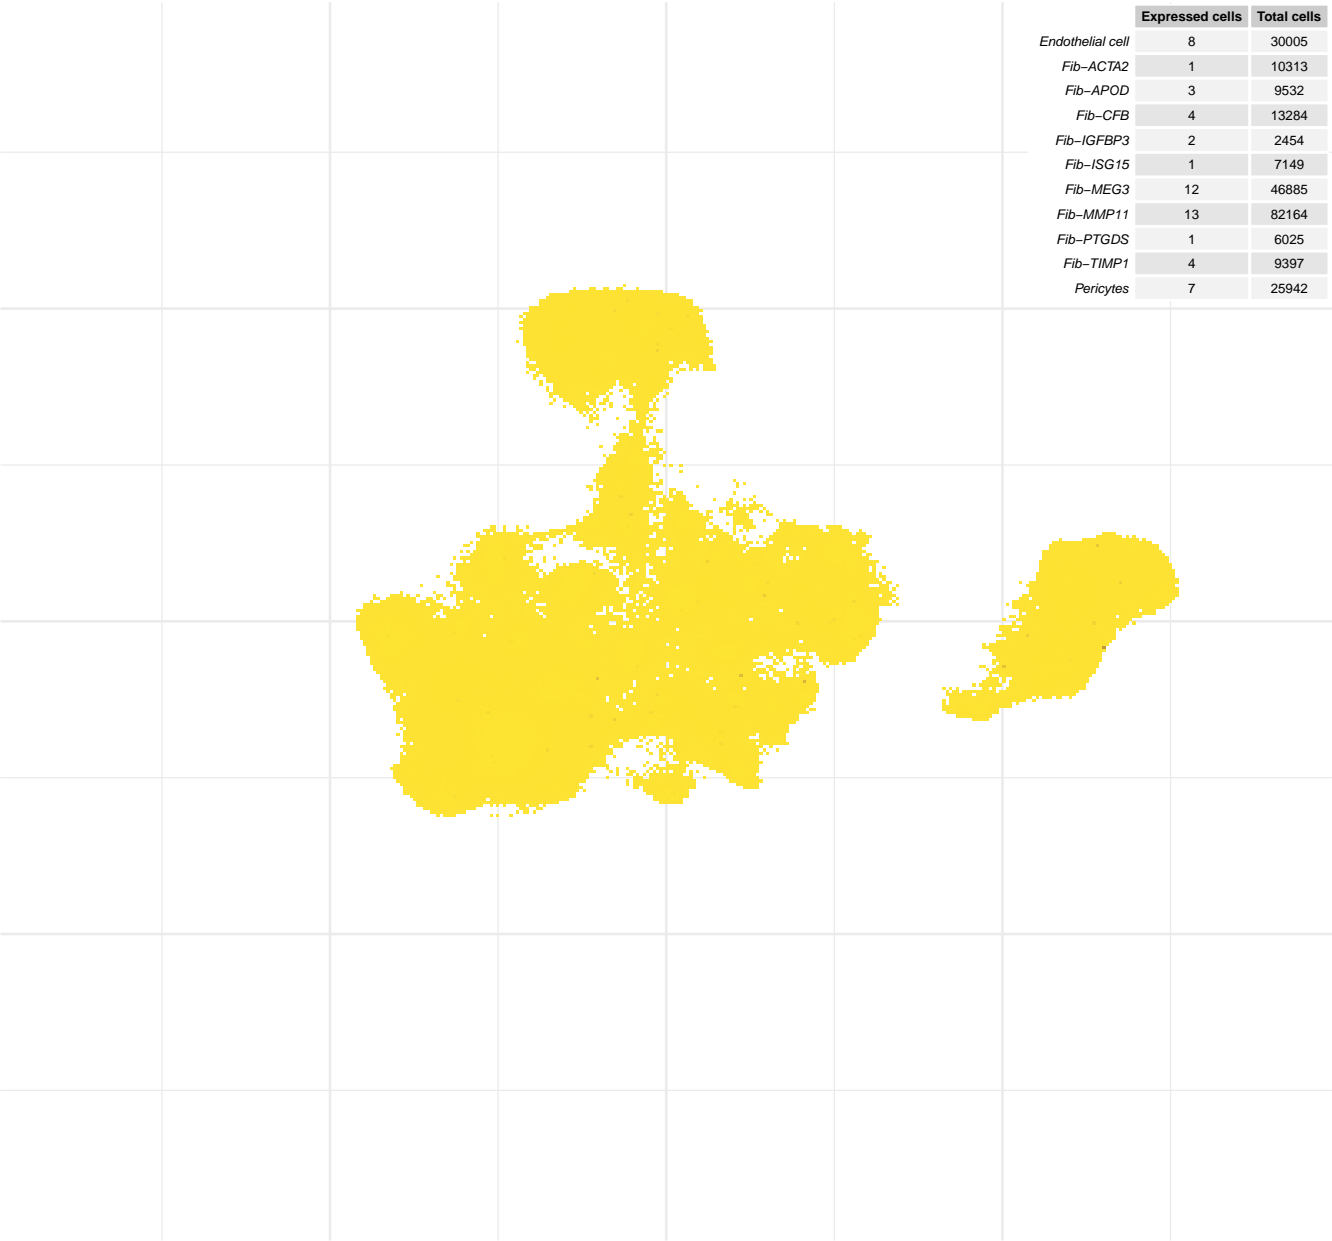 Expressed cells Total cells
Endothelial cell 8 30005
Fib−ACTA2 1 10313
Fib−APOD 3 9532
Fib−CFB 4 13284
Fib−IGFBP3 2 2454
Fib−ISG15 1 7149
Fib−MEG3 12 46885
Fib−MMP11 13 82164
Fib−PTGDS 1 6025
Fib−TIMP1 4 9397
Pericytes 7 25942